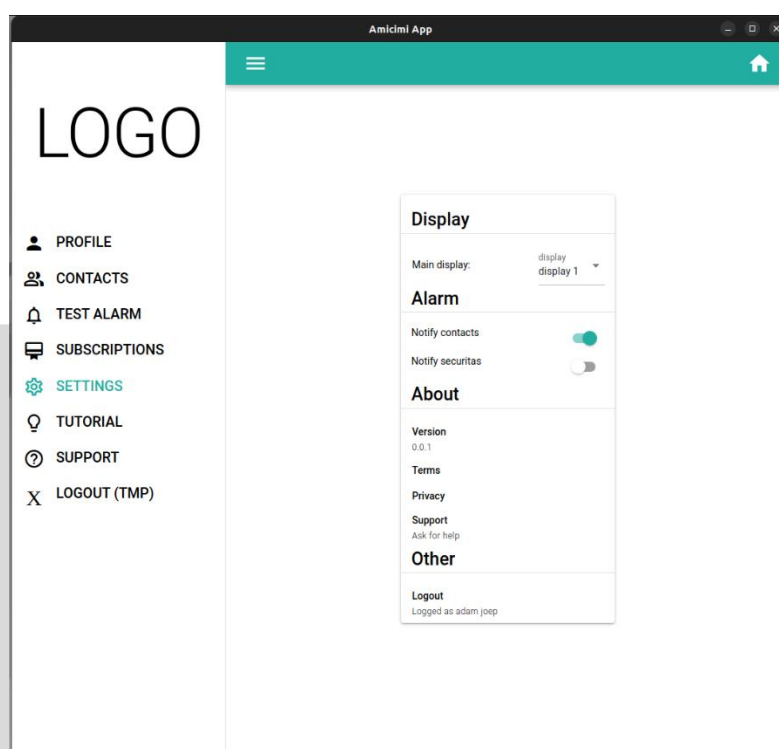 Amicimi App
LOGO
PROFILE
CONTACTS
TEST ALARM
SUBSCRIPTIONS
SETTINGS
TUTORIAL
SUPPORT
X LOGOUT (TMP)
Display
display
Main display: display 1
Alarm
Notify contacts
Notify securitas
About
Version
0.0.1
Terms
Privacy
Support
Ask for help
Other
Logout
Logged as adam joep